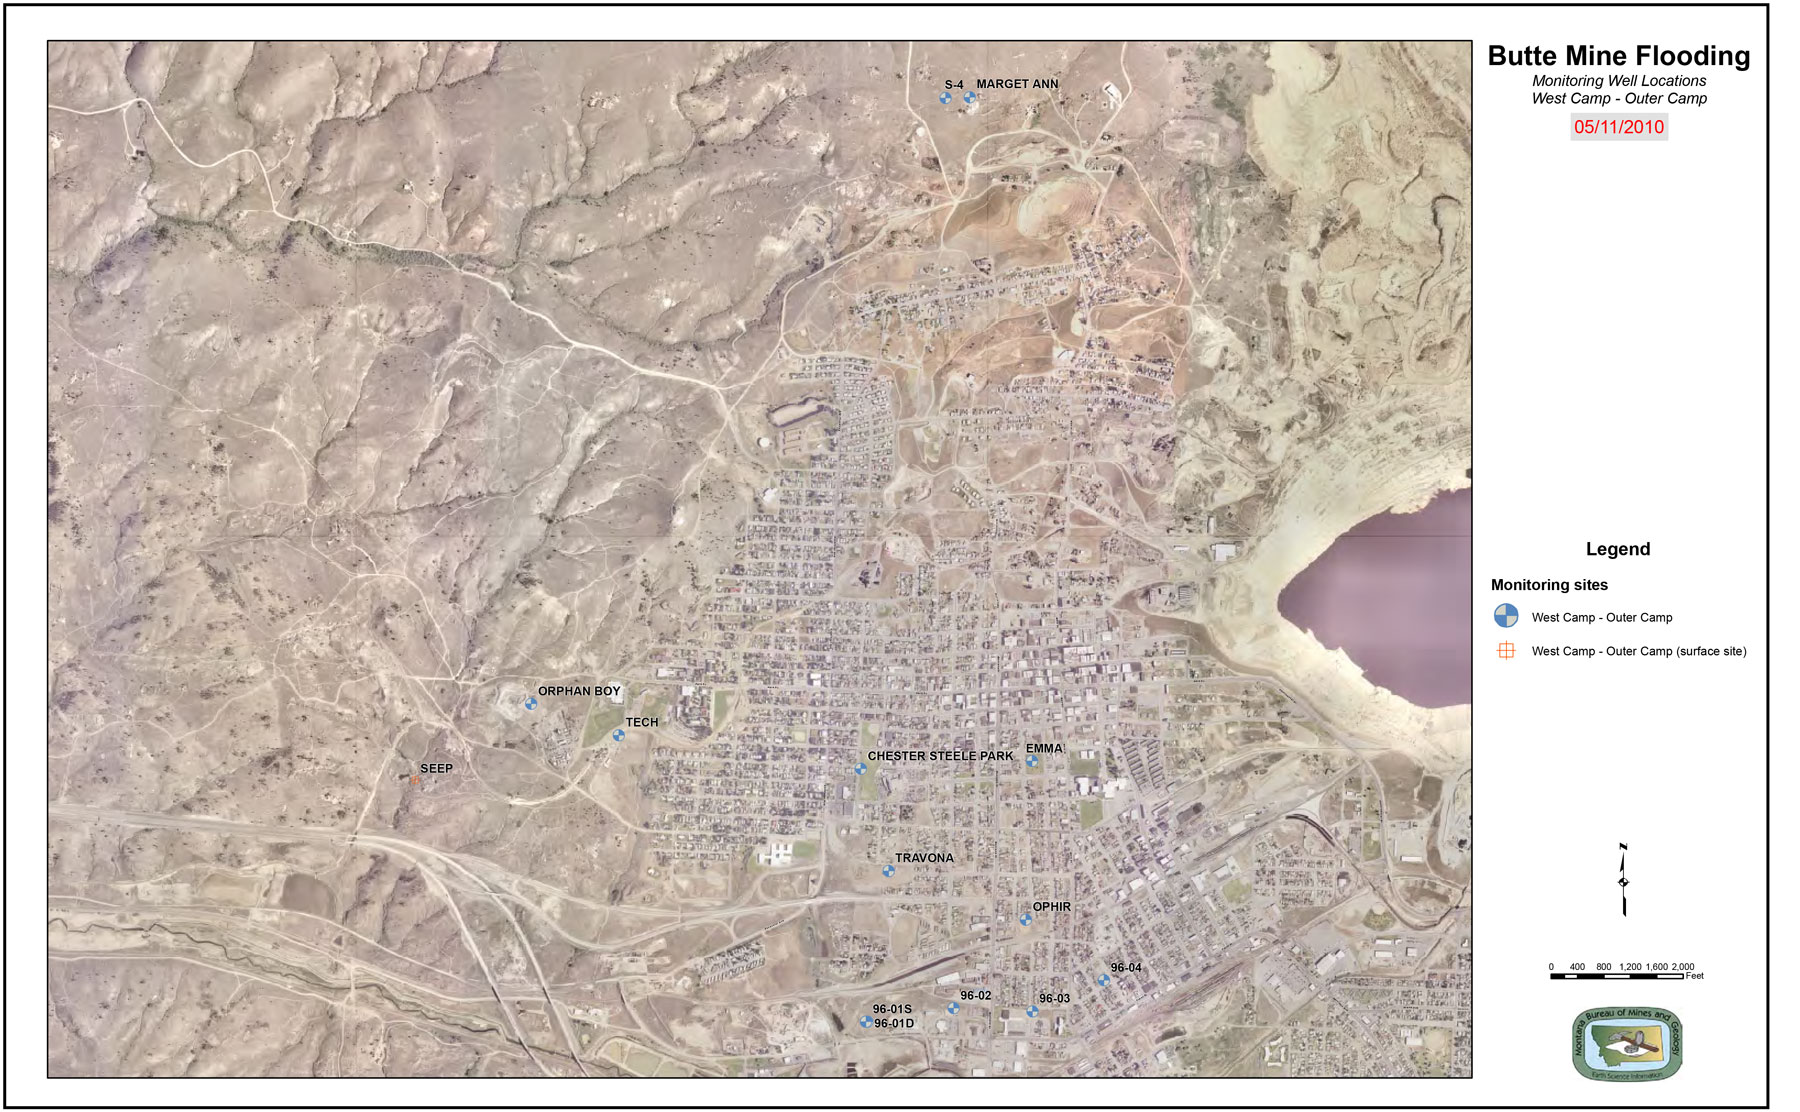 Butte Mine Flooding
Monitoring Well Locations
West Camp - Outer Camp
05/11/2010
S-4
MARGET ANN
ORPHAN BOY
TECH
SEEP
CHESTER STEELE PARK
EMMA
TRAVONA
OPHIR
96-04
96-02
96-03
96-01S
96-01D
Legend
Monitoring sites
West Camp - Outer Camp
West Camp - Outer Camp (surface site)
N
0 400 800 1,200 1,600 2,000
Feet
Montana Bureau of Mines and Geology
Earth Science Information